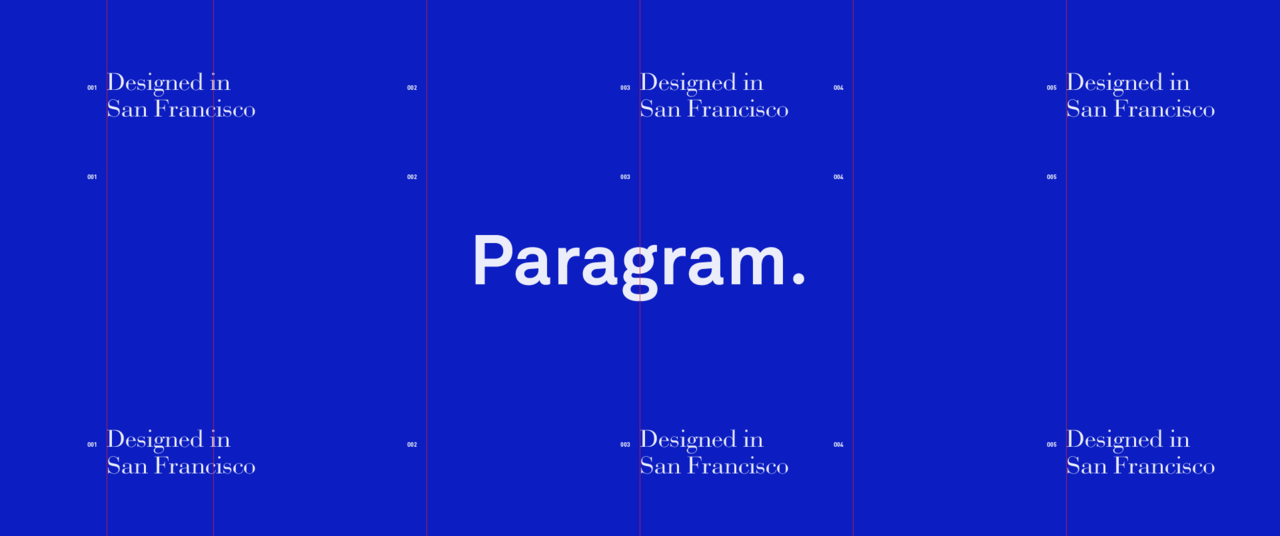 001 Designed in
San Francisco
002
003 Designed in
San Francisco
004
005 Designed in
San Francisco
001
002
003
004
005
Paragram.
001 Designed in
San Francisco
002
003 Designed in
San Francisco
004
005 Designed in
San Francisco